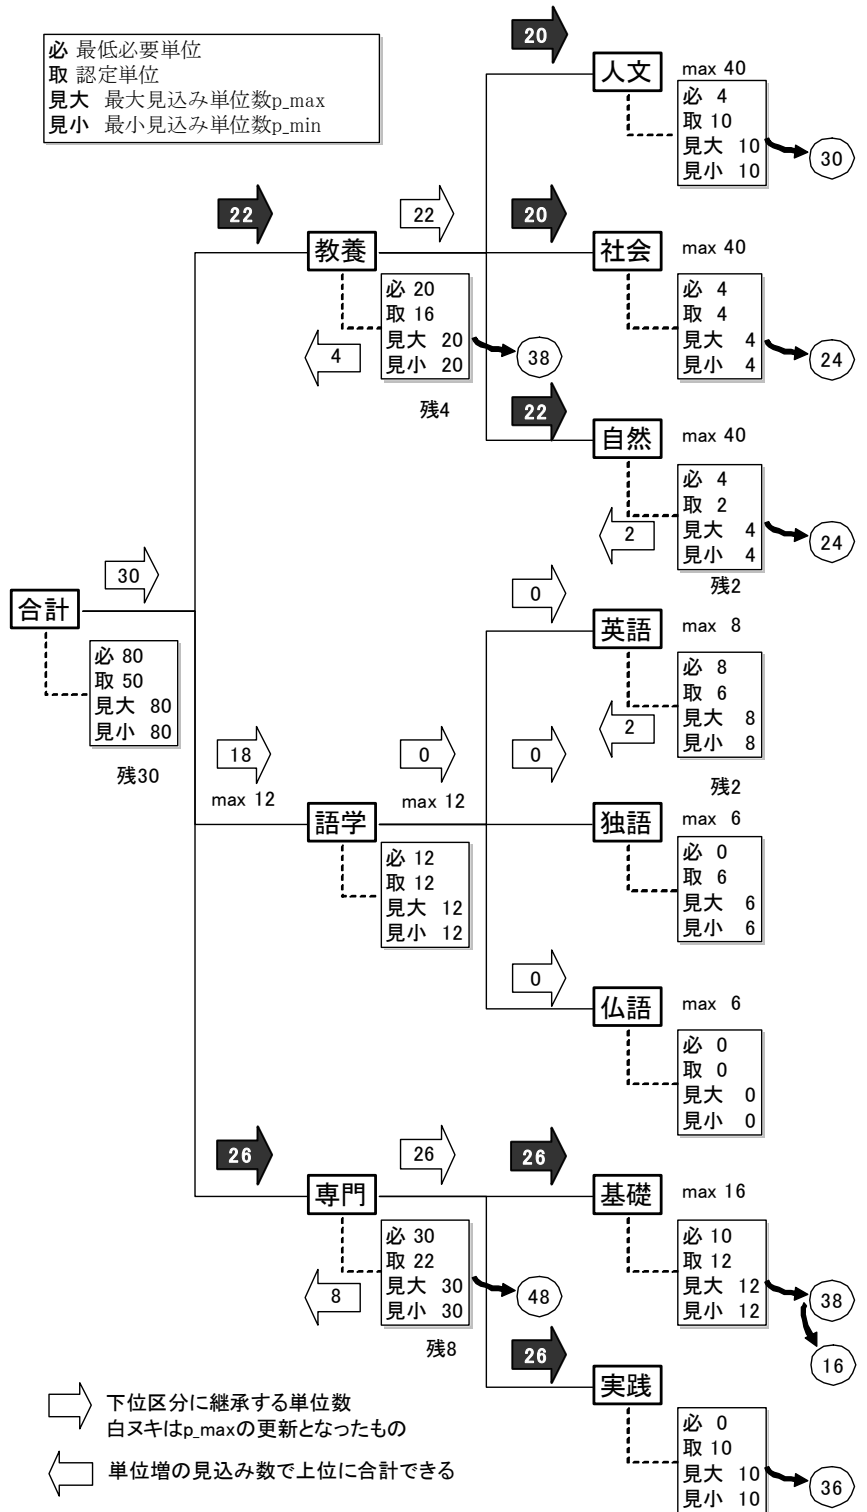 必 最低必要単位
取 認定単位
見大 最大見込み単位数p_max
見小 最小見込み単位数p_min
20
人文
max 40
必 4
取 10
見大 10
見小 10
30
22
22
20
教養
社会
max 40
必 20
取 16
見大 20
見小 20
38
4
残4
必 4
取 4
見大 4
見小 4
24
22
自然
max 40
必 4
取 2
見大 4
見小 4
24
2
残2
30
合計
必 80
取 50
見大 80
見小 80
残30
0
英語
max 8
必 8
取 6
見大 8
見小 8
2
残2
18
max 12
0
max 12
0
語学
必 12
取 12
見大 12
見小 12
独語
max 6
必 0
取 6
見大 6
見小 6
0
仏語
max 6
必 0
取 0
見大 0
見小 0
26
26
26
専門
必 30
取 22
見大 30
見小 30
48
8
残8
基礎
max 16
必 10
取 12
見大 12
見小 12
38
16
26
実践
必 0
取 10
見大 10
見小 10
36
下位区分に継承する単位数
白ヌキはp_maxの更新となったもの
単位増の見込み数で上位に合計できる